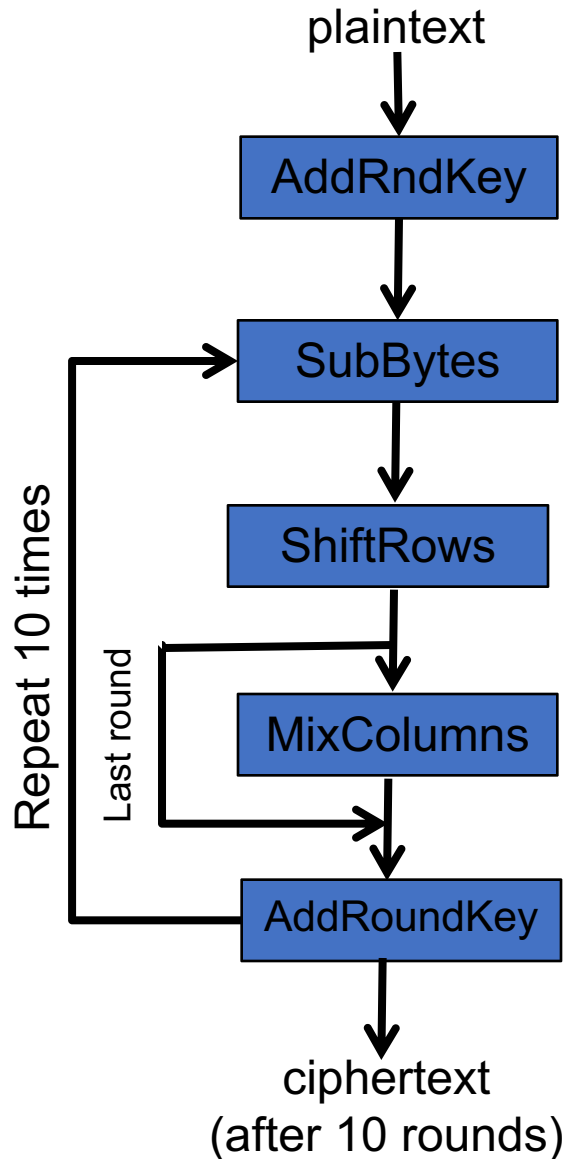 plaintext
AddRndKey
SubBytes
ShiftRows
Repeat 10 times
Last round
MixColumns
AddRoundKey
ciphertext
(after 10 rounds)